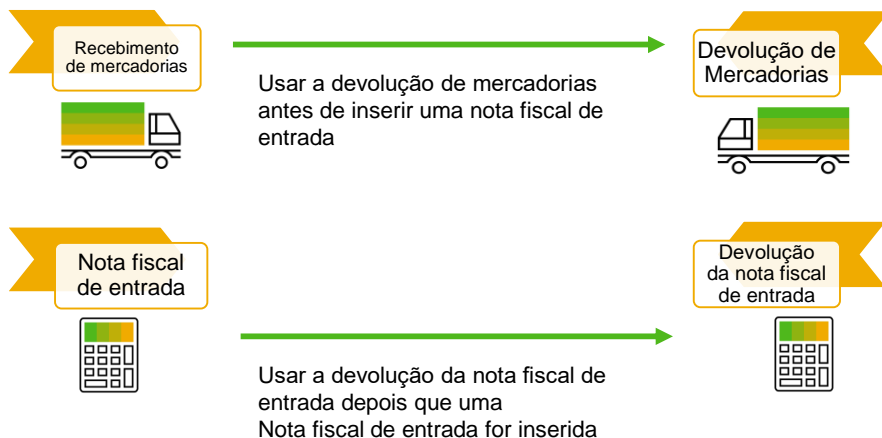 Recebimento
de mercadorias
Devolução de
Mercadorias
Usar a devolução de mercadorias
antes de inserir uma nota fiscal de
entrada
Nota fiscal
de entrada
Devolução
da nota fiscal
de entrada
Usar a devolução da nota fiscal de
entrada depois que uma
Nota fiscal de entrada for inserida